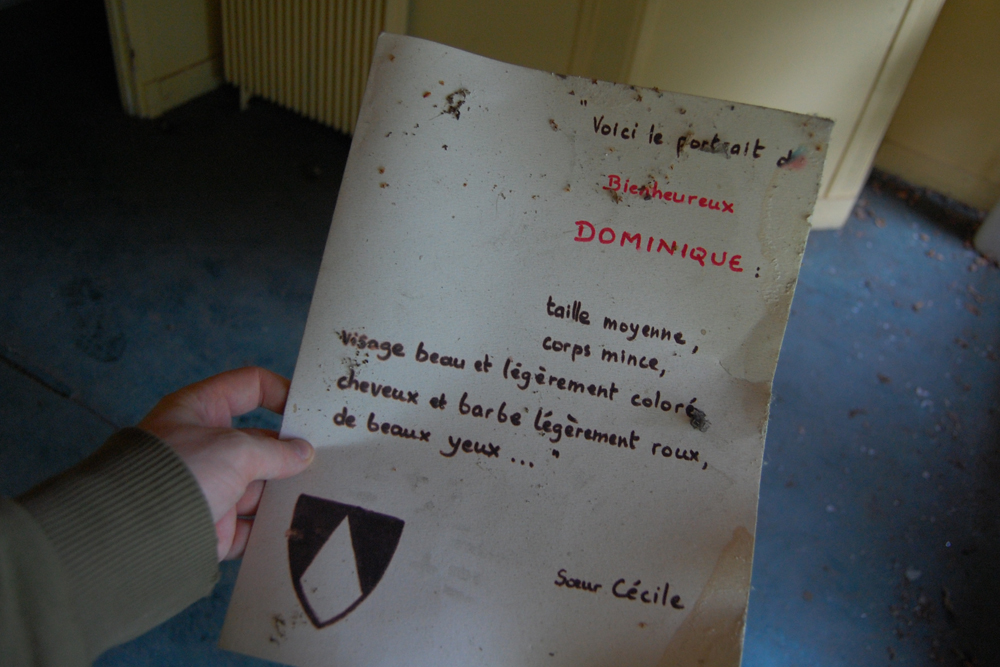 "Voici le portrait d
Bienheureux
DOMINIQUE :
taille moyenne,
corps mince,
visage beau et légèrement coloré
cheveux et barbe légèrement roux,
de beaux yeux ... "
Sœur Cécile